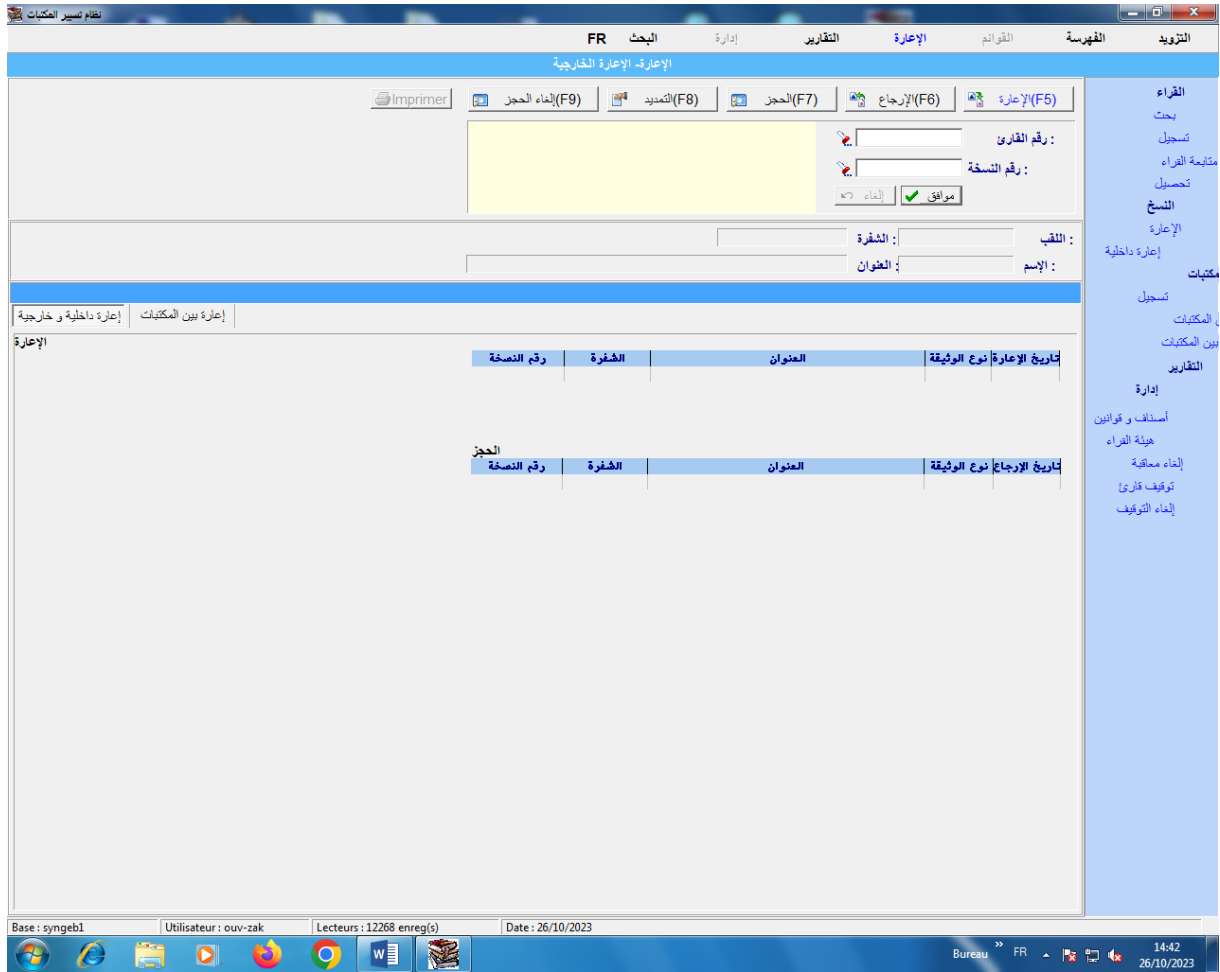 نظام تسيير المكتبات
التزويد الفهرسة القوائم الإعارة التقارير إدارة البحث FR
الإعارة- الإعارة الخارجية
(F5)الإعارة (F6)الإرجاع (F7)الحجز (F8)التمديد (F9)إلغاء الحجز Imprimer
رقم القارئ :
رقم النسخة :
موافق إلغاء
اللقب : الشفرة :
الإسم : العنوان :
إعارة داخلية و خارجية إعارة بين المكتبات
الإعارة
تاريخ الإعارة نوع الوثيقة العنوان الشفرة رقم النسخة
الحجز
تاريخ الإرجاع نوع الوثيقة العنوان الشفرة رقم النسخة
القراء
بحث
تسجيل
متابعة القراء
تحصيل
النسخ
الإعارة
إعارة داخلية
مكتبات
تسجيل
المكتبات
بين المكتبات
التقارير
إدارة
أصناف و قوانين
هيئة القراء
إلغاء معاقبة
توقيف قارئ
إلغاء التوقيف
Base : syngeb1 Utilisateur : ouv-zak Lecteurs : 12268 enreg(s) Date : 26/10/2023
Bureau » FR 14:42
26/10/2023